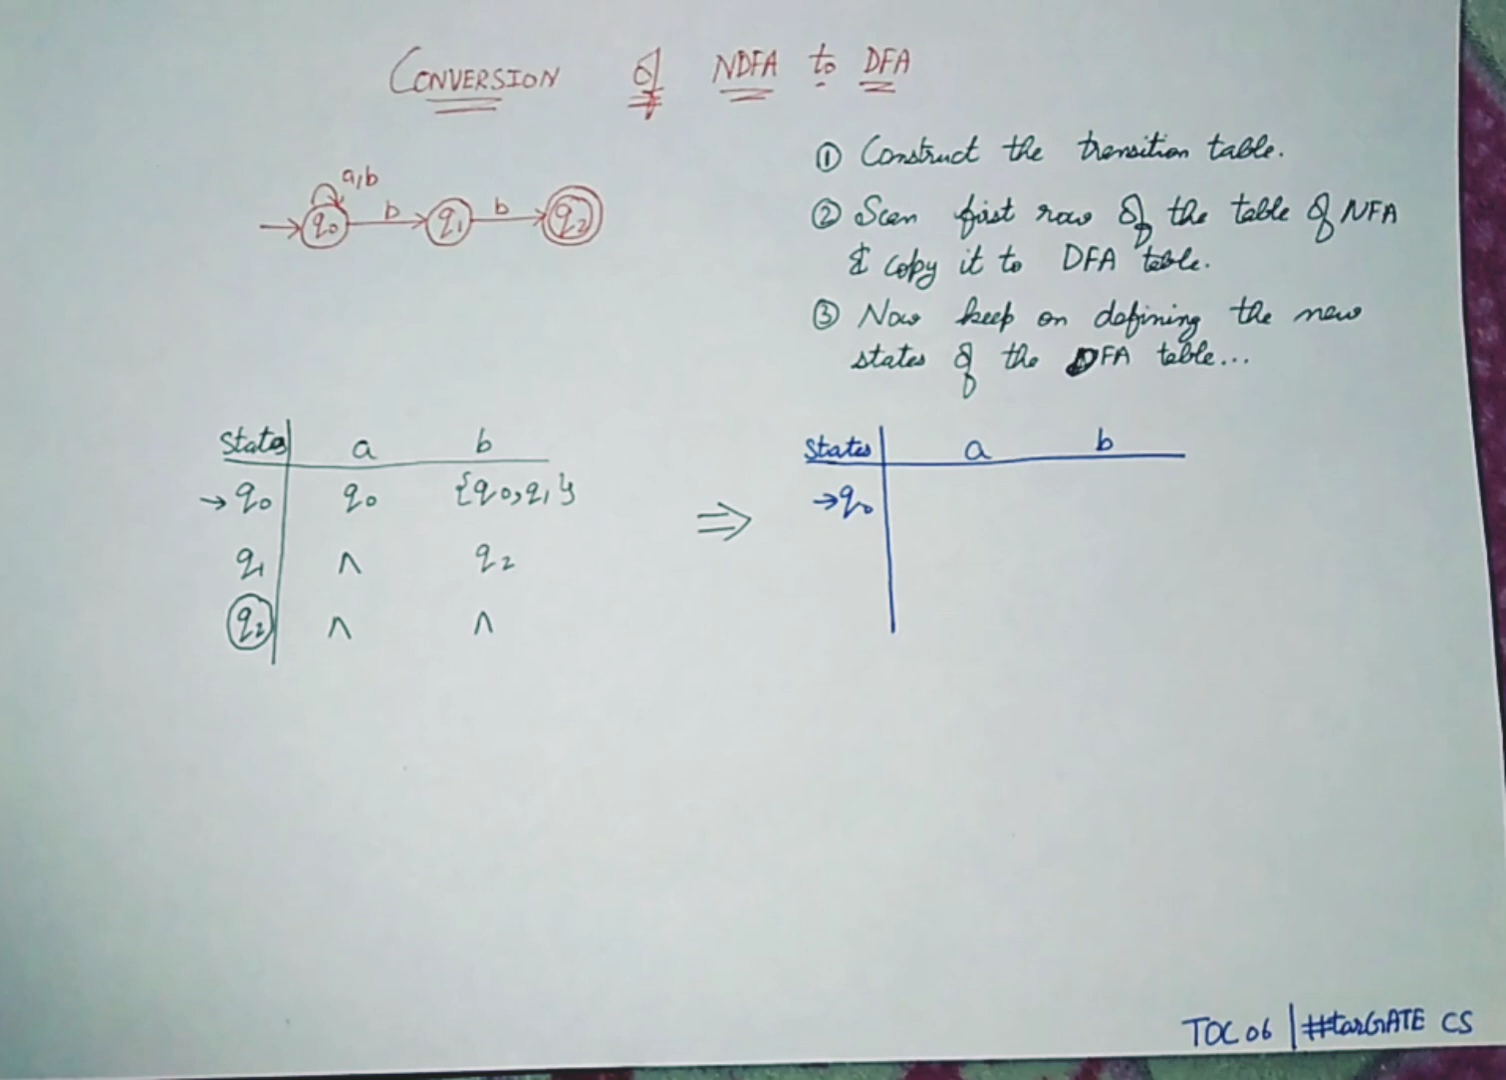 CONVERSION of NDFA to DFA
a,b
q0 b q1 b q2
① Construct the transition table.
② Scan first row of the table of NFA
& copy it to DFA table.
③ Now keep on defining the new
states of the DFA table...
States a b
→q0 q0 {q0,q1}
q1 ∧ q2
q2 ∧ ∧
⇒
States a b
→q0
TOC 06 | #tarGATE CS